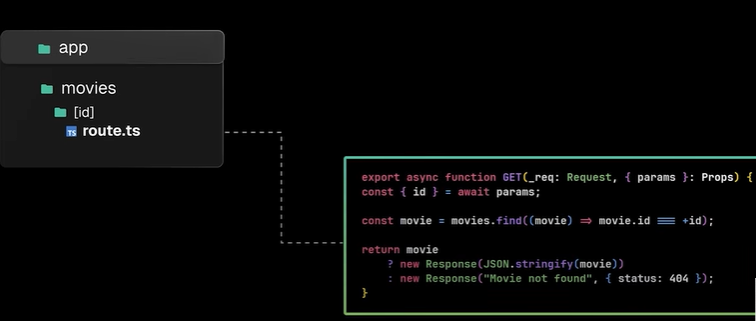 app
movies
[id]
TS route.ts
export async function GET(_req: Request, { params }: Props) {
const { id } = await params;
const movie = movies.find((movie) => movie.id === +id);
return movie
? new Response(JSON.stringify(movie))
: new Response("Movie not found", { status: 404 });
}